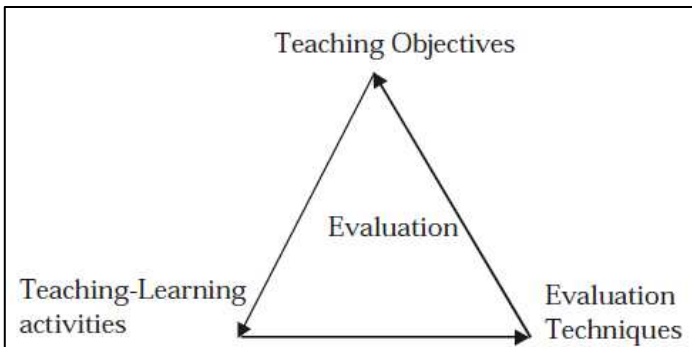 Teaching Objectives
Evaluation
Teaching-Learning
activities
Evaluation
Techniques